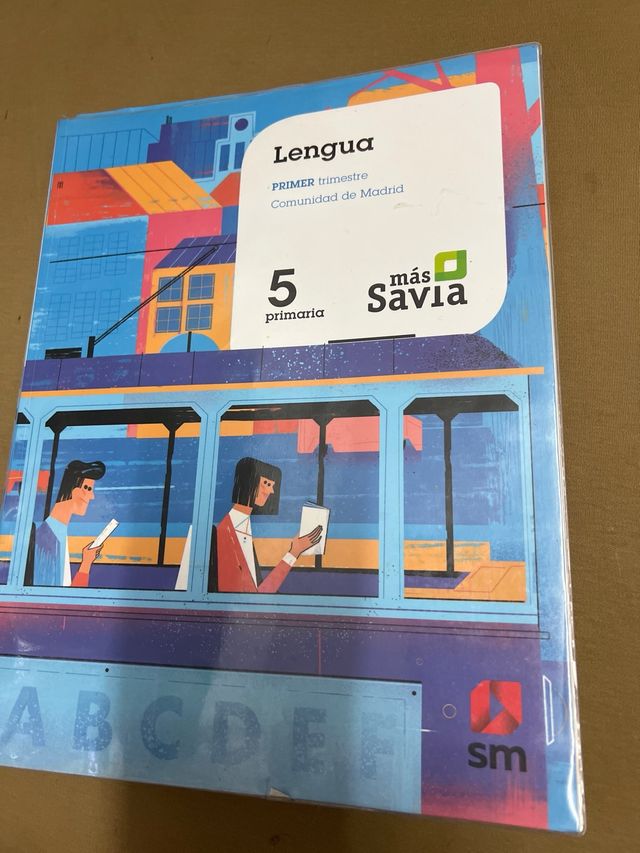 Lengua
PRIMER trimestre
Comunidad de Madrid
5
primaria
más
Savia
ABCDEF
sm